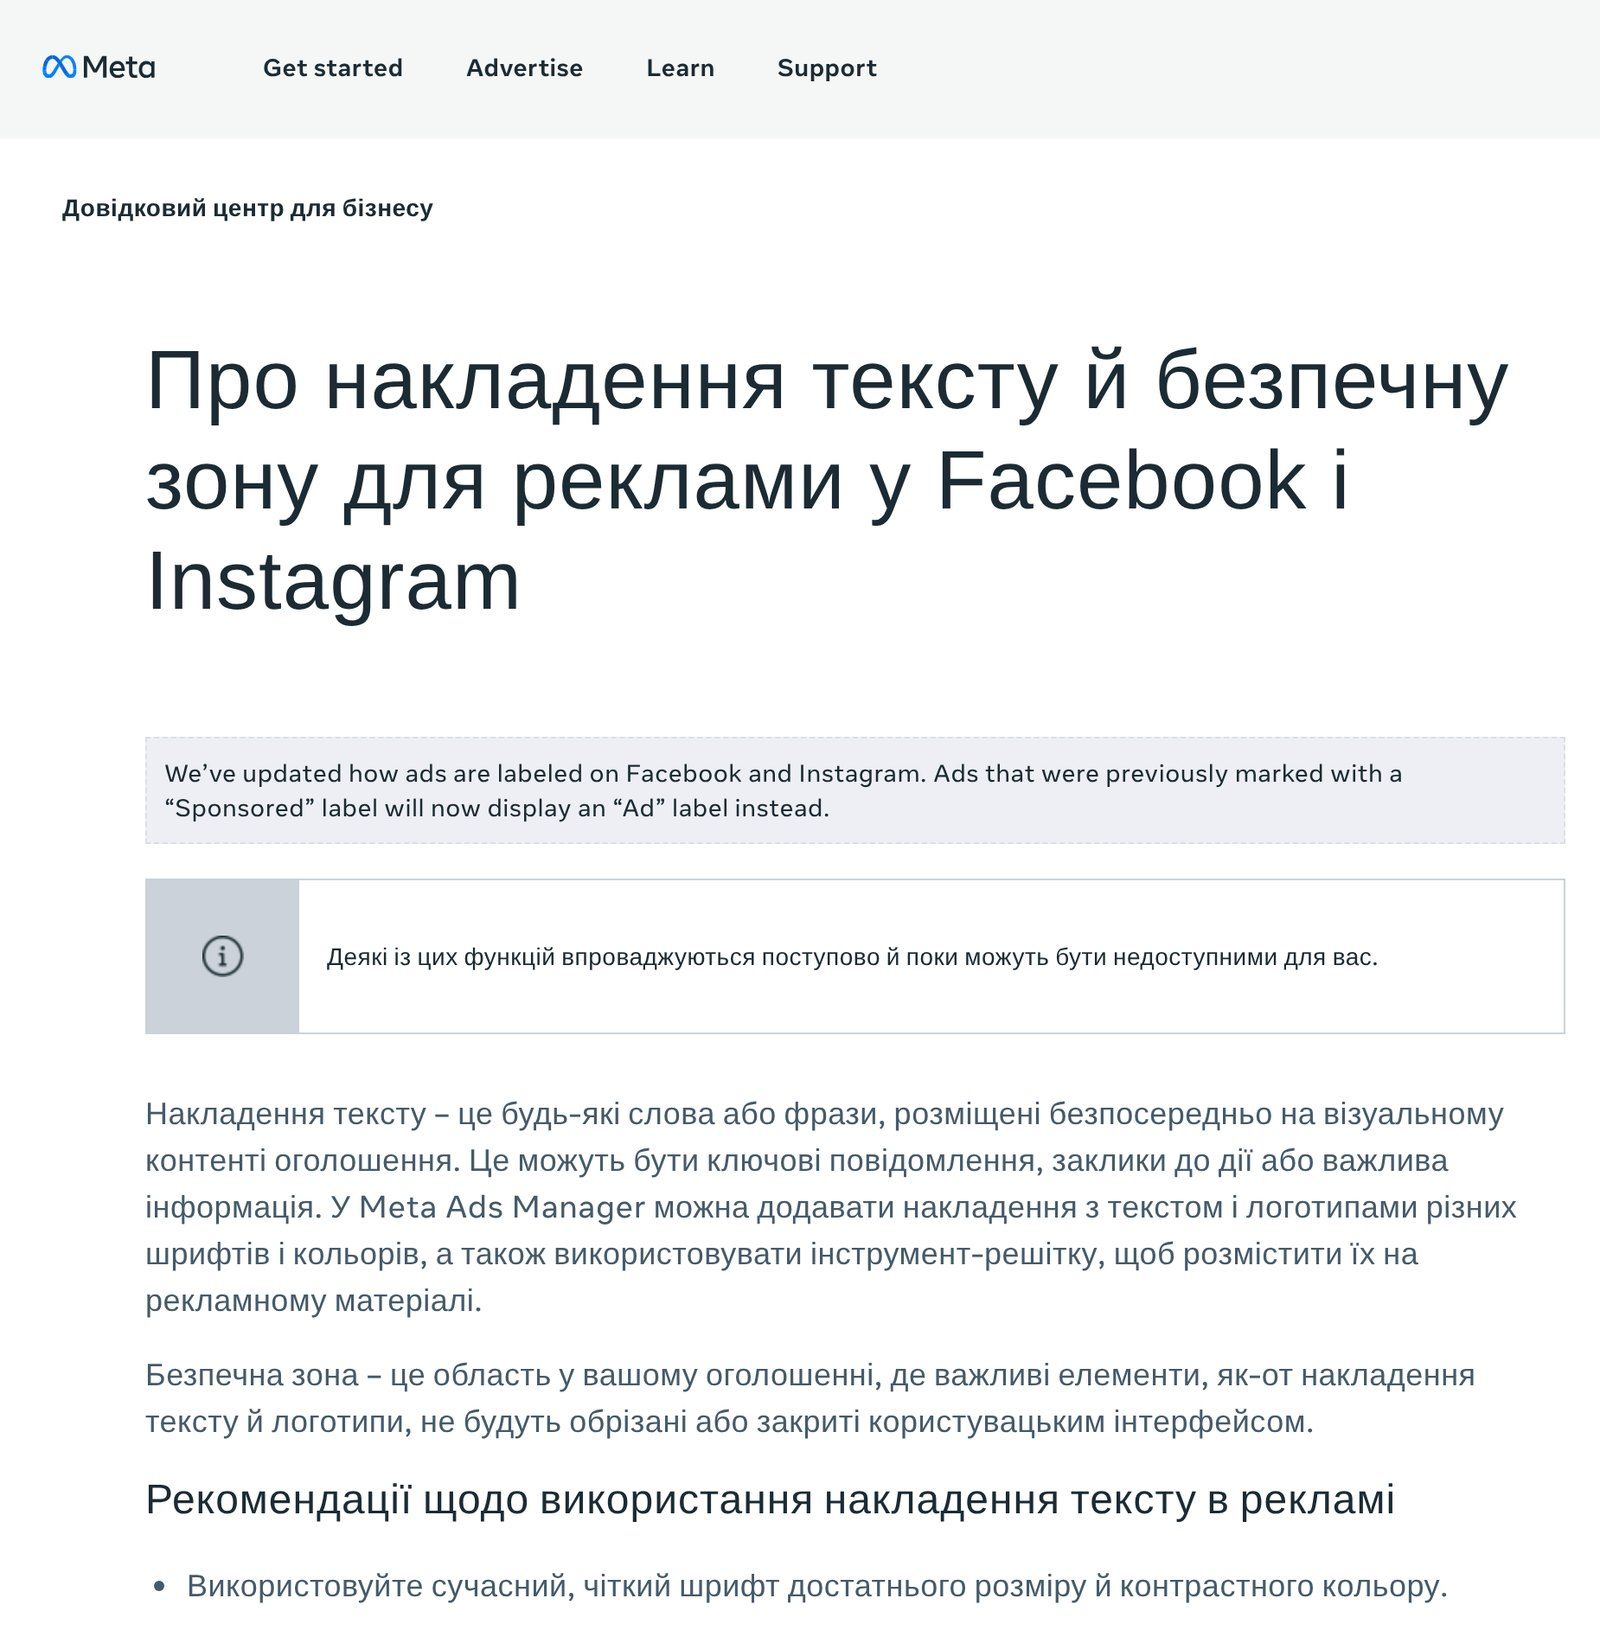 Meta
Get started
Advertise
Learn
Support
Довідковий центр для бізнесу
Про накладення тексту й безпечну
зону для реклами у Facebook і
Instagram
We’ve updated how ads are labeled on Facebook and Instagram. Ads that were previously marked with a
“Sponsored” label will now display an “Ad” label instead.
Деякі із цих функцій впроваджуються поступово й поки можуть бути недоступними для вас.
Накладення тексту – це будь-які слова або фрази, розміщені безпосередньо на візуальному
контенті оголошення. Це можуть бути ключові повідомлення, заклики до дії або важлива
інформація. У Meta Ads Manager можна додавати накладення з текстом і логотипами різних
шрифтів і кольорів, а також використовувати інструмент-решітку, щоб розмістити їх на
рекламному матеріалі.
Безпечна зона – це область у вашому оголошенні, де важливі елементи, як-от накладення
тексту й логотипи, не будуть обрізані або закриті користувацьким інтерфейсом.
Рекомендації щодо використання накладення тексту в рекламі
• Використовуйте сучасний, чіткий шрифт достатнього розміру й контрастного кольору.